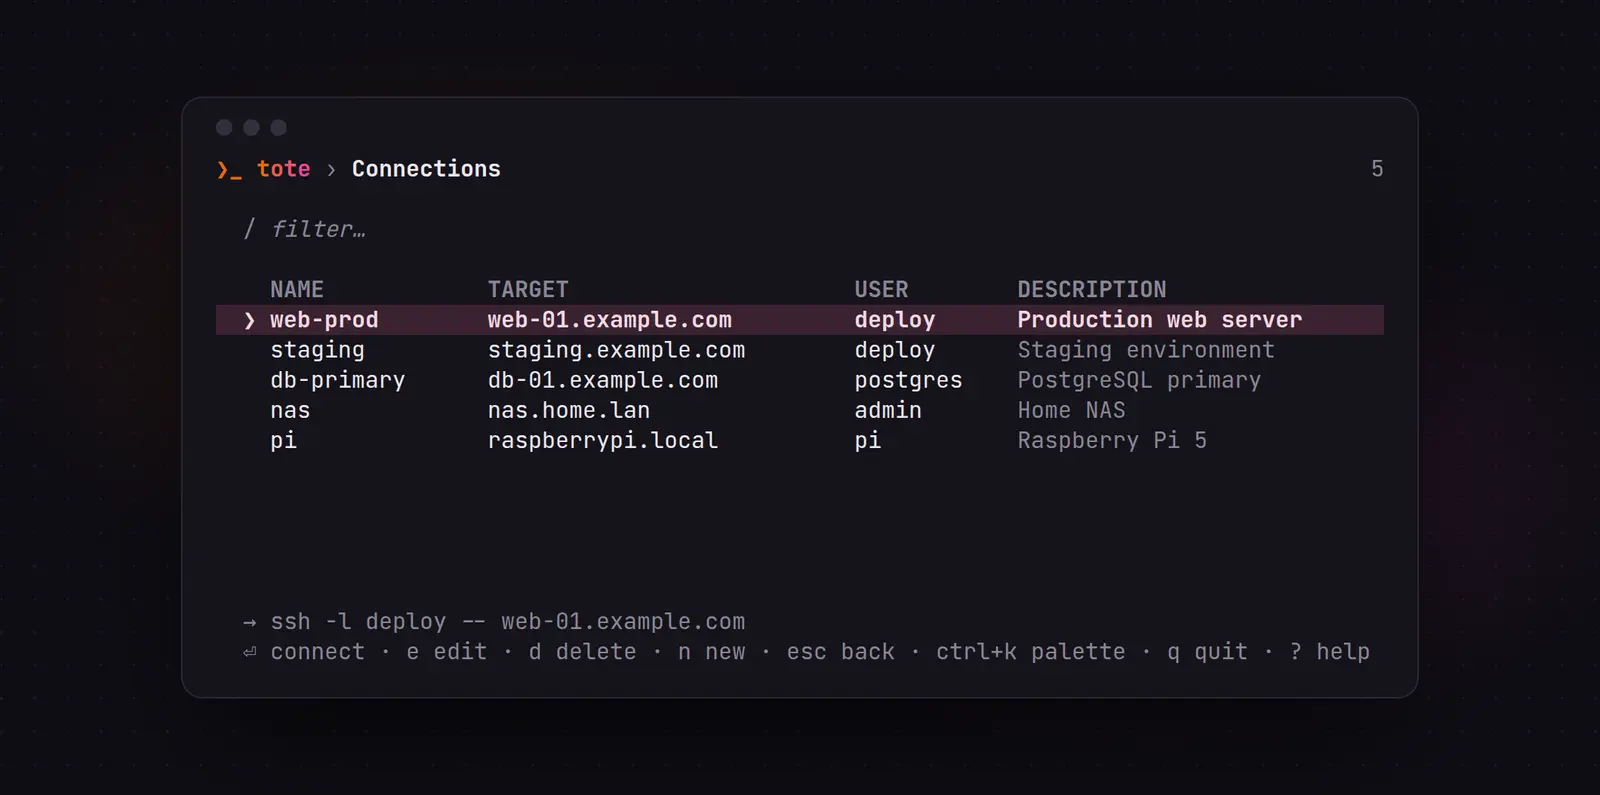 ❯_ tote › Connections 5
/ filter…
NAME TARGET USER DESCRIPTION
❯ web-prod web-01.example.com deploy Production web server
staging staging.example.com deploy Staging environment
db-primary db-01.example.com postgres PostgreSQL primary
nas nas.home.lan admin Home NAS
pi raspberrypi.local pi Raspberry Pi 5
→ ssh -l deploy -- web-01.example.com
⏎ connect · e edit · d delete · n new · esc back · ctrl+k palette · q quit · ? help